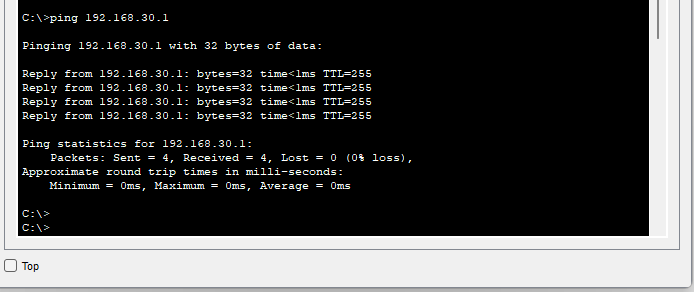 C:\>ping 192.168.30.1
Pinging 192.168.30.1 with 32 bytes of data:
Reply from 192.168.30.1: bytes=32 time<1ms TTL=255
Reply from 192.168.30.1: bytes=32 time<1ms TTL=255
Reply from 192.168.30.1: bytes=32 time<1ms TTL=255
Reply from 192.168.30.1: bytes=32 time<1ms TTL=255
Ping statistics for 192.168.30.1:
    Packets: Sent = 4, Received = 4, Lost = 0 (0% loss),
Approximate round trip times in milli-seconds:
    Minimum = 0ms, Maximum = 0ms, Average = 0ms
C:\>
C:\>
Top